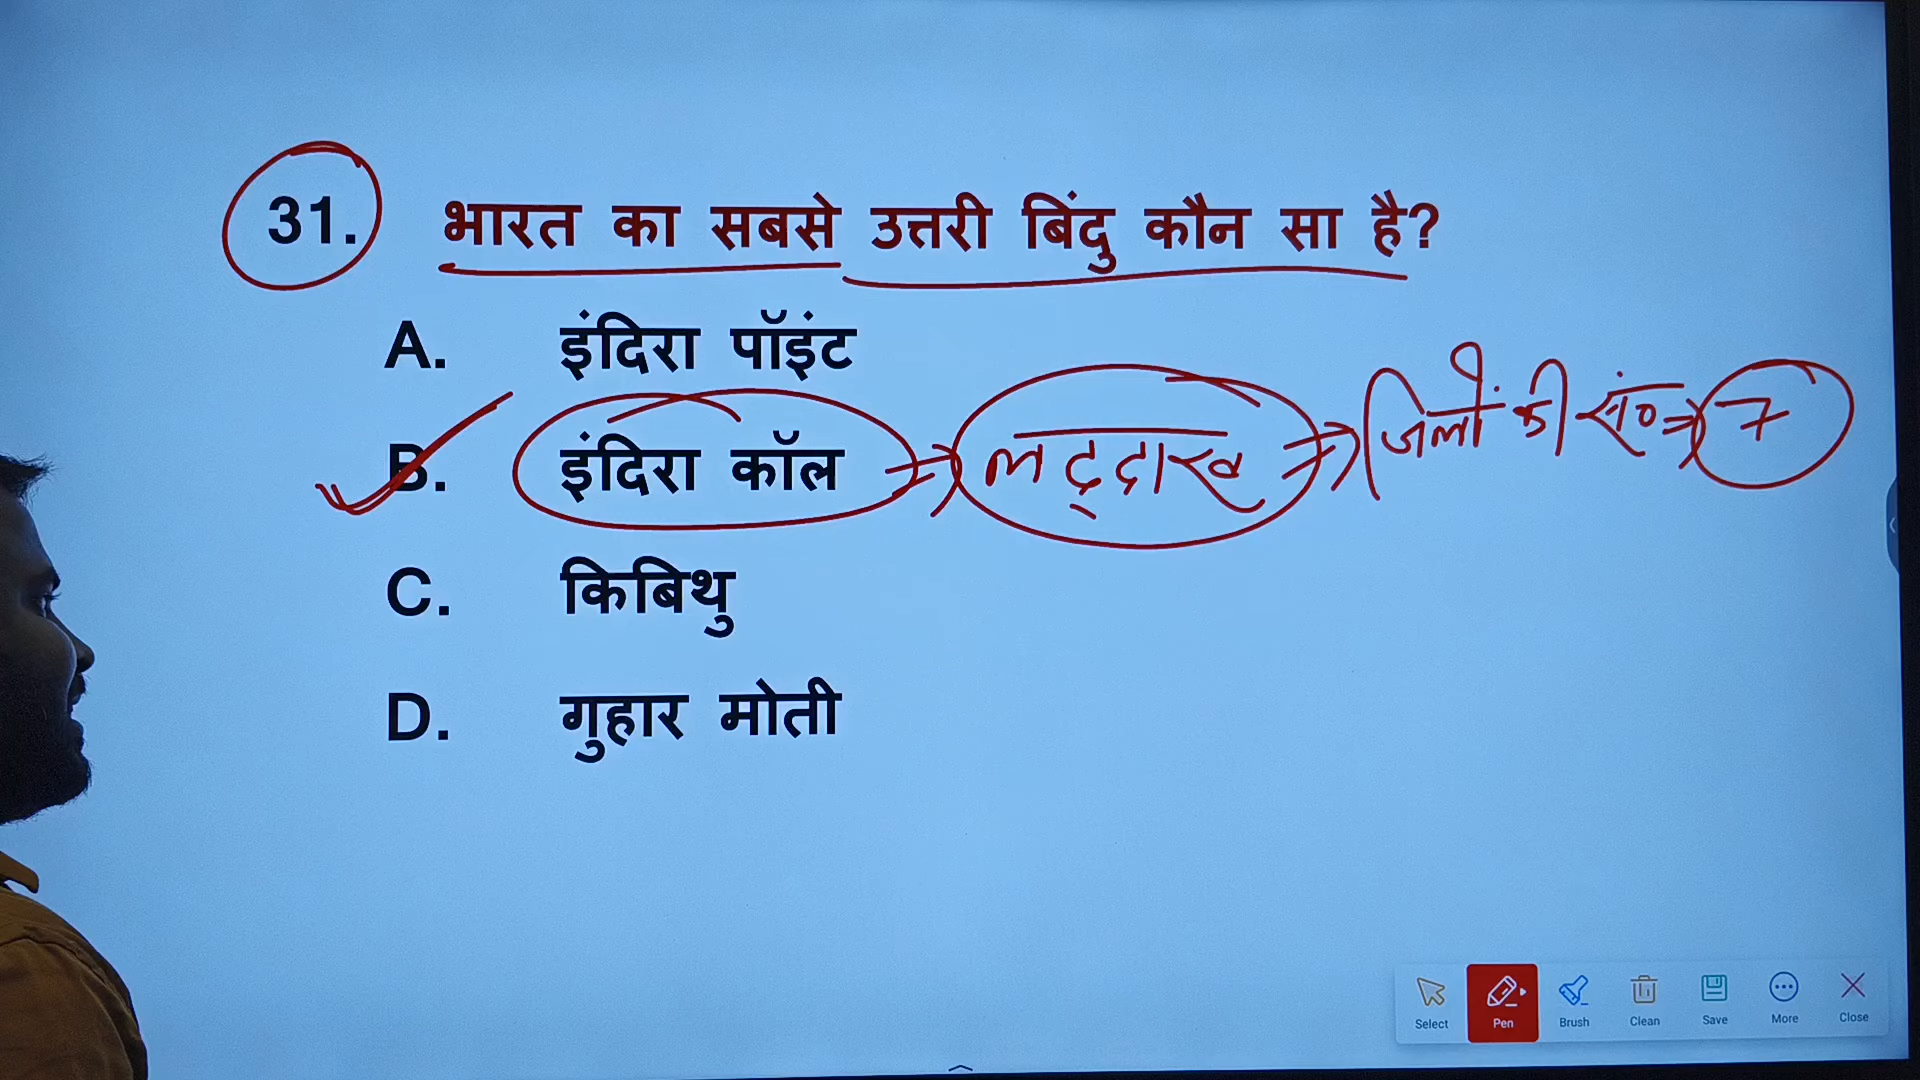 31. भारत का सबसे उत्तरी बिंदु कौन सा है?
A. इंदिरा पॉइंट
B. इंदिरा कॉल ⇒ लद्दाख ⇒ जिलों की सं० ⇒ 7
C. किबिथु
D. गुहार मोती
Select Pen Brush Clean Save More Close